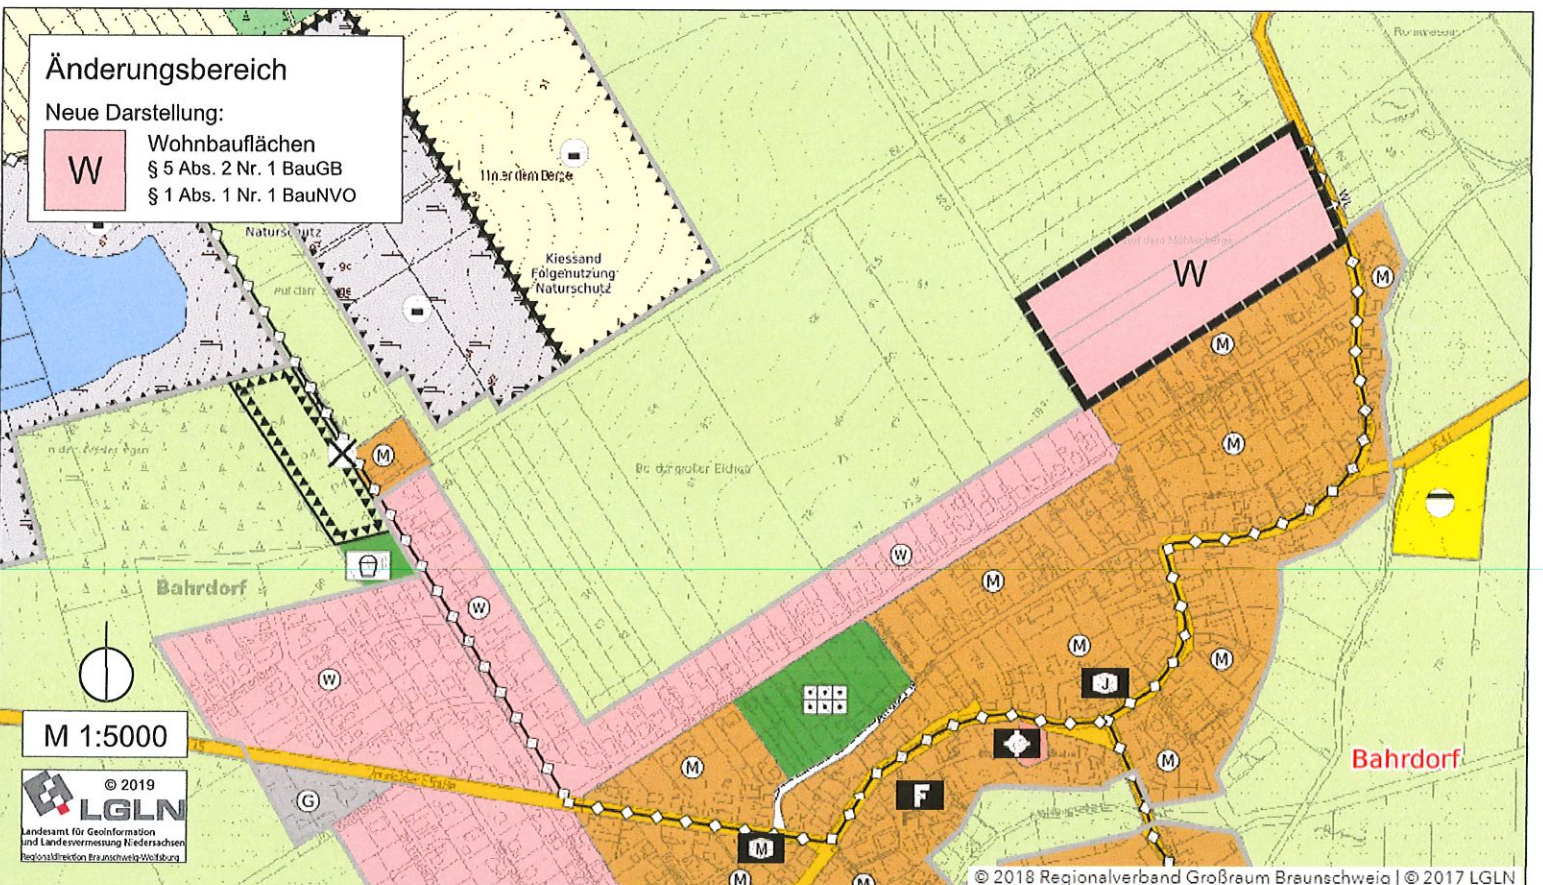 Änderungsbereich
Neue Darstellung:
W
Wohnbauflächen
§ 5 Abs. 2 Nr. 1 BauGB
§ 1 Abs. 1 Nr. 1 BauNVO
Naturschutz
Kiessand
Folgenutzung
Naturschutz
W
M
M
M
M
W
M
W
W
M
M
J
M
M
M
F
G
M
M
M
Bahrdorf
Bahrdorf
K 41
M 1:5000
© 2019
LGLN
Landesamt für Geoinformation
und Landesvermessung Niedersachsen
Regionaldirektion Braunschweig-Wolfsburg
© 2018 Regionalverband Großraum Braunschweig | © 2017 LGLN